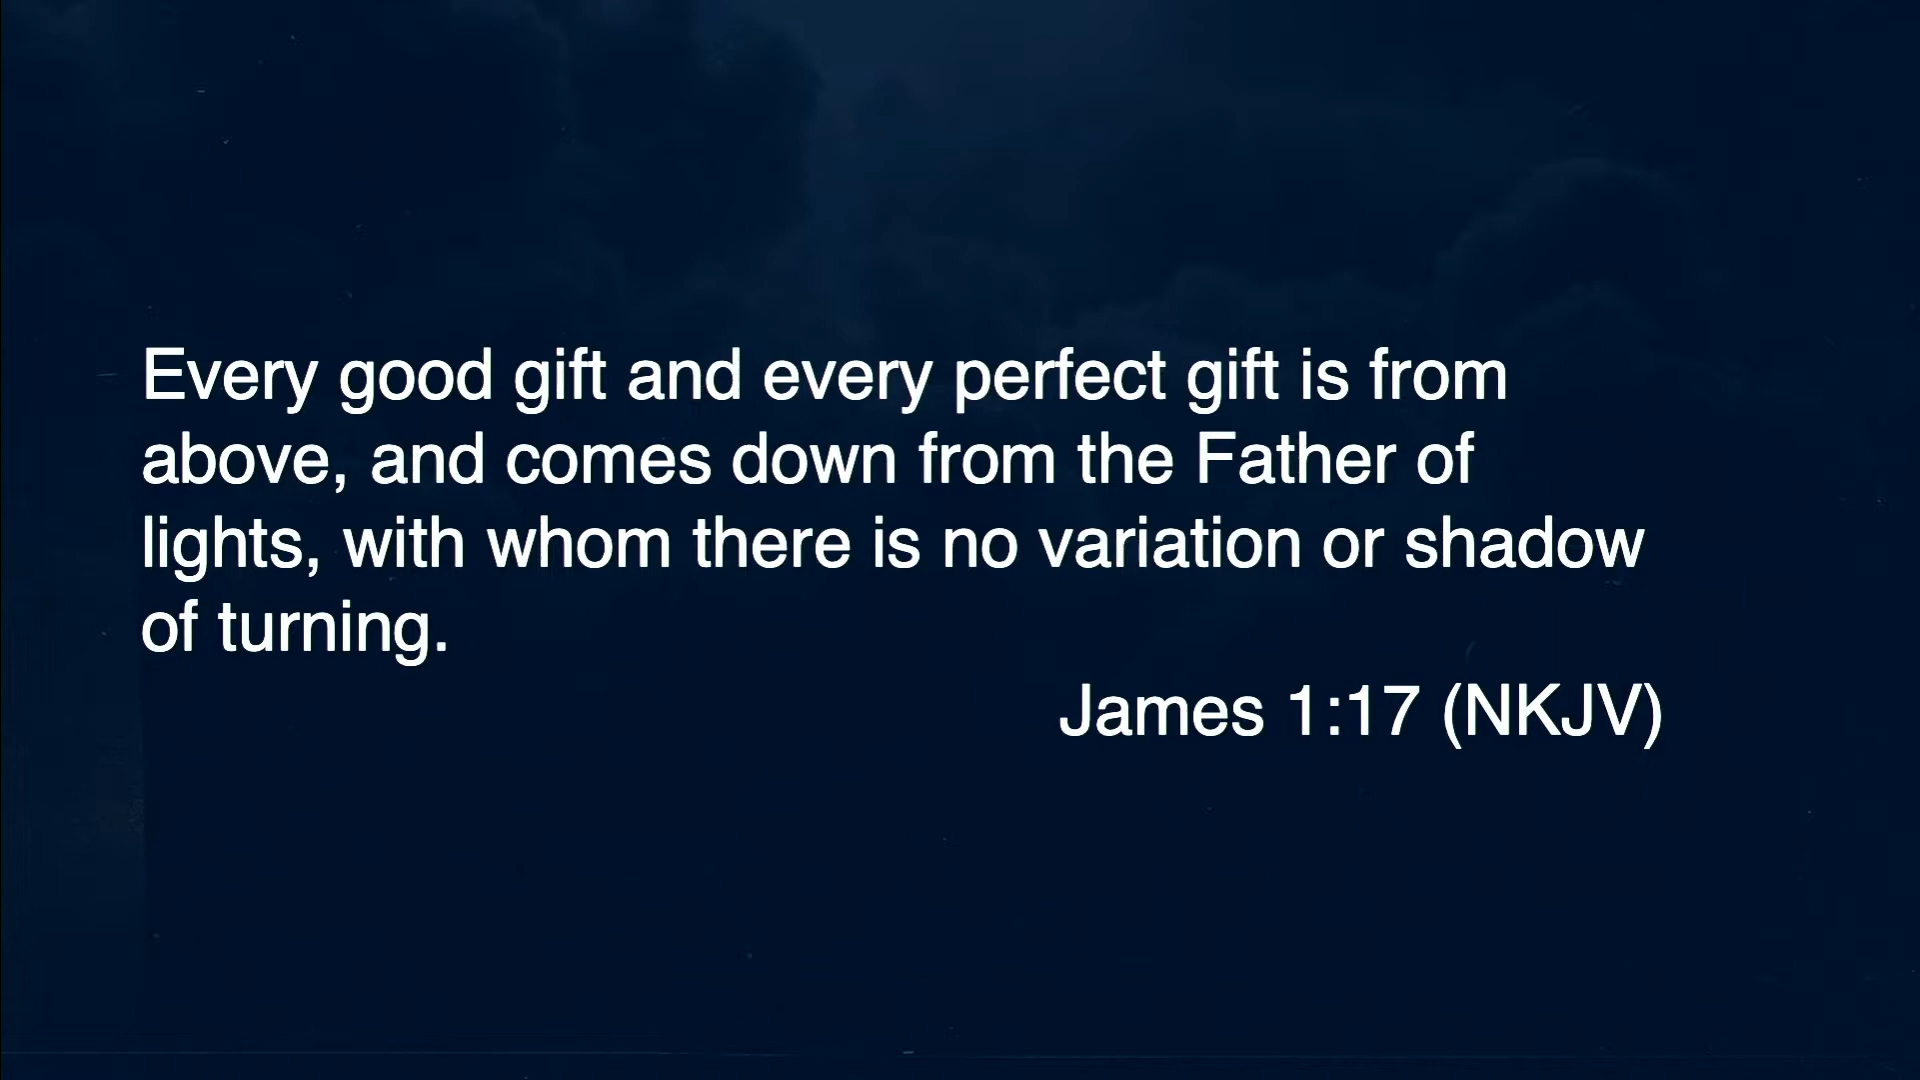 Every good gift and every perfect gift is from
above, and comes down from the Father of
lights, with whom there is no variation or shadow
of turning.
James 1:17 (NKJV)